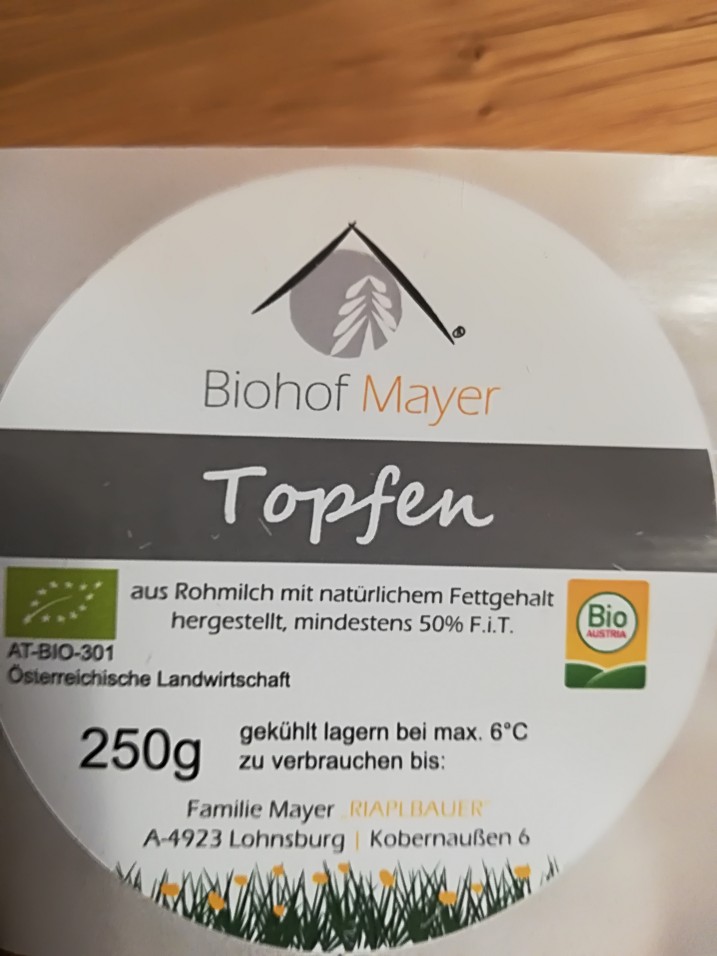 ®
Biohof Mayer
Topfen
aus Rohmilch mit natürlichem Fettgehalt
hergestellt, mindestens 50% F.i.T.
Bio
AUSTRIA
AT-BIO-301
Österreichische Landwirtschaft
250g
gekühlt lagern bei max. 6°C
zu verbrauchen bis:
Familie Mayer „RIAPLBAUER“
A-4923 Lohnsburg | Kobernaußen 6